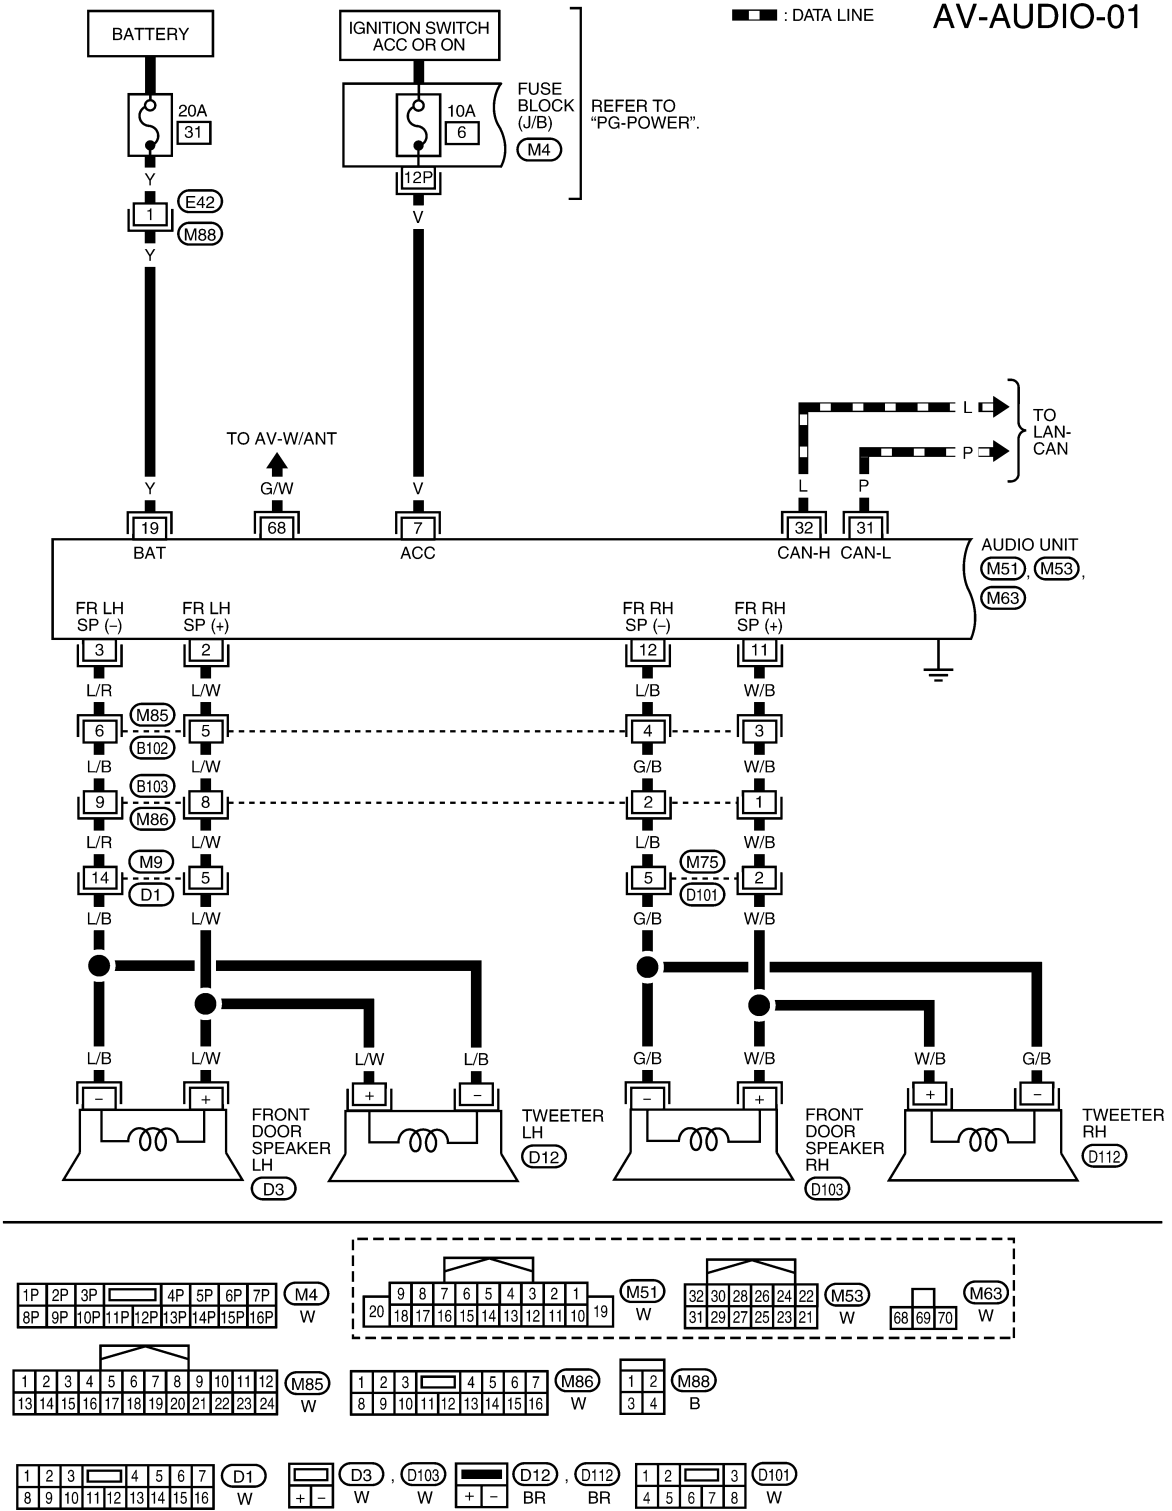 : DATA LINE
AV-AUDIO-01
BATTERY
IGNITION SWITCH
ACC OR ON
20A
31
10A
6
FUSE
BLOCK
(J/B)
M4
REFER TO
"PG-POWER".
12P
Y
1
E42
M88
V
Y
TO AV-W/ANT
L
P
TO
LAN-
CAN
Y
G/W
V
L
P
19
68
7
32
31
BAT
ACC
CAN-H
CAN-L
AUDIO UNIT
M51 , M53 ,
M63
FR LH
SP (–)
FR LH
SP (+)
FR RH
SP (–)
FR RH
SP (+)
3
2
12
11
L/R
L/W
L/B
W/B
6
M85
B102
5
4
3
L/B
L/W
G/B
W/B
9
B103
M86
8
2
1
L/R
L/W
L/B
W/B
14
M9
D1
5
5
M75
D101
2
L/B
L/W
G/B
W/B
L/B
L/W
L/W
L/B
G/B
W/B
W/B
G/B
– + + – – + + –
FRONT
DOOR
SPEAKER
LH
D3
TWEETER
LH
D12
FRONT
DOOR
SPEAKER
RH
D103
TWEETER
RH
D112
1P 2P 3P 4P 5P 6P 7P
8P 9P 10P 11P 12P 13P 14P 15P 16P
M4
W
9 8 7 6 5 4 3 2 1
20 18 17 16 15 14 13 12 11 10 19
M51
W
32 30 28 26 24 22
31 29 27 25 23 21
M53
W
68 69 70
M63
W
1 2 3 4 5 6 7 8 9 10 11 12
13 14 15 16 17 18 19 20 21 22 23 24
M85
W
1 2 3 4 5 6 7
8 9 10 11 12 13 14 15 16
M86
W
1 2
3 4
M88
B
1 2 3 4 5 6 7
8 9 10 11 12 13 14 15 16
D1
W
+ –
D3 , D103
W W
+ –
D12 , D112
BR BR
1 2 3
4 5 6 7 8
D101
W